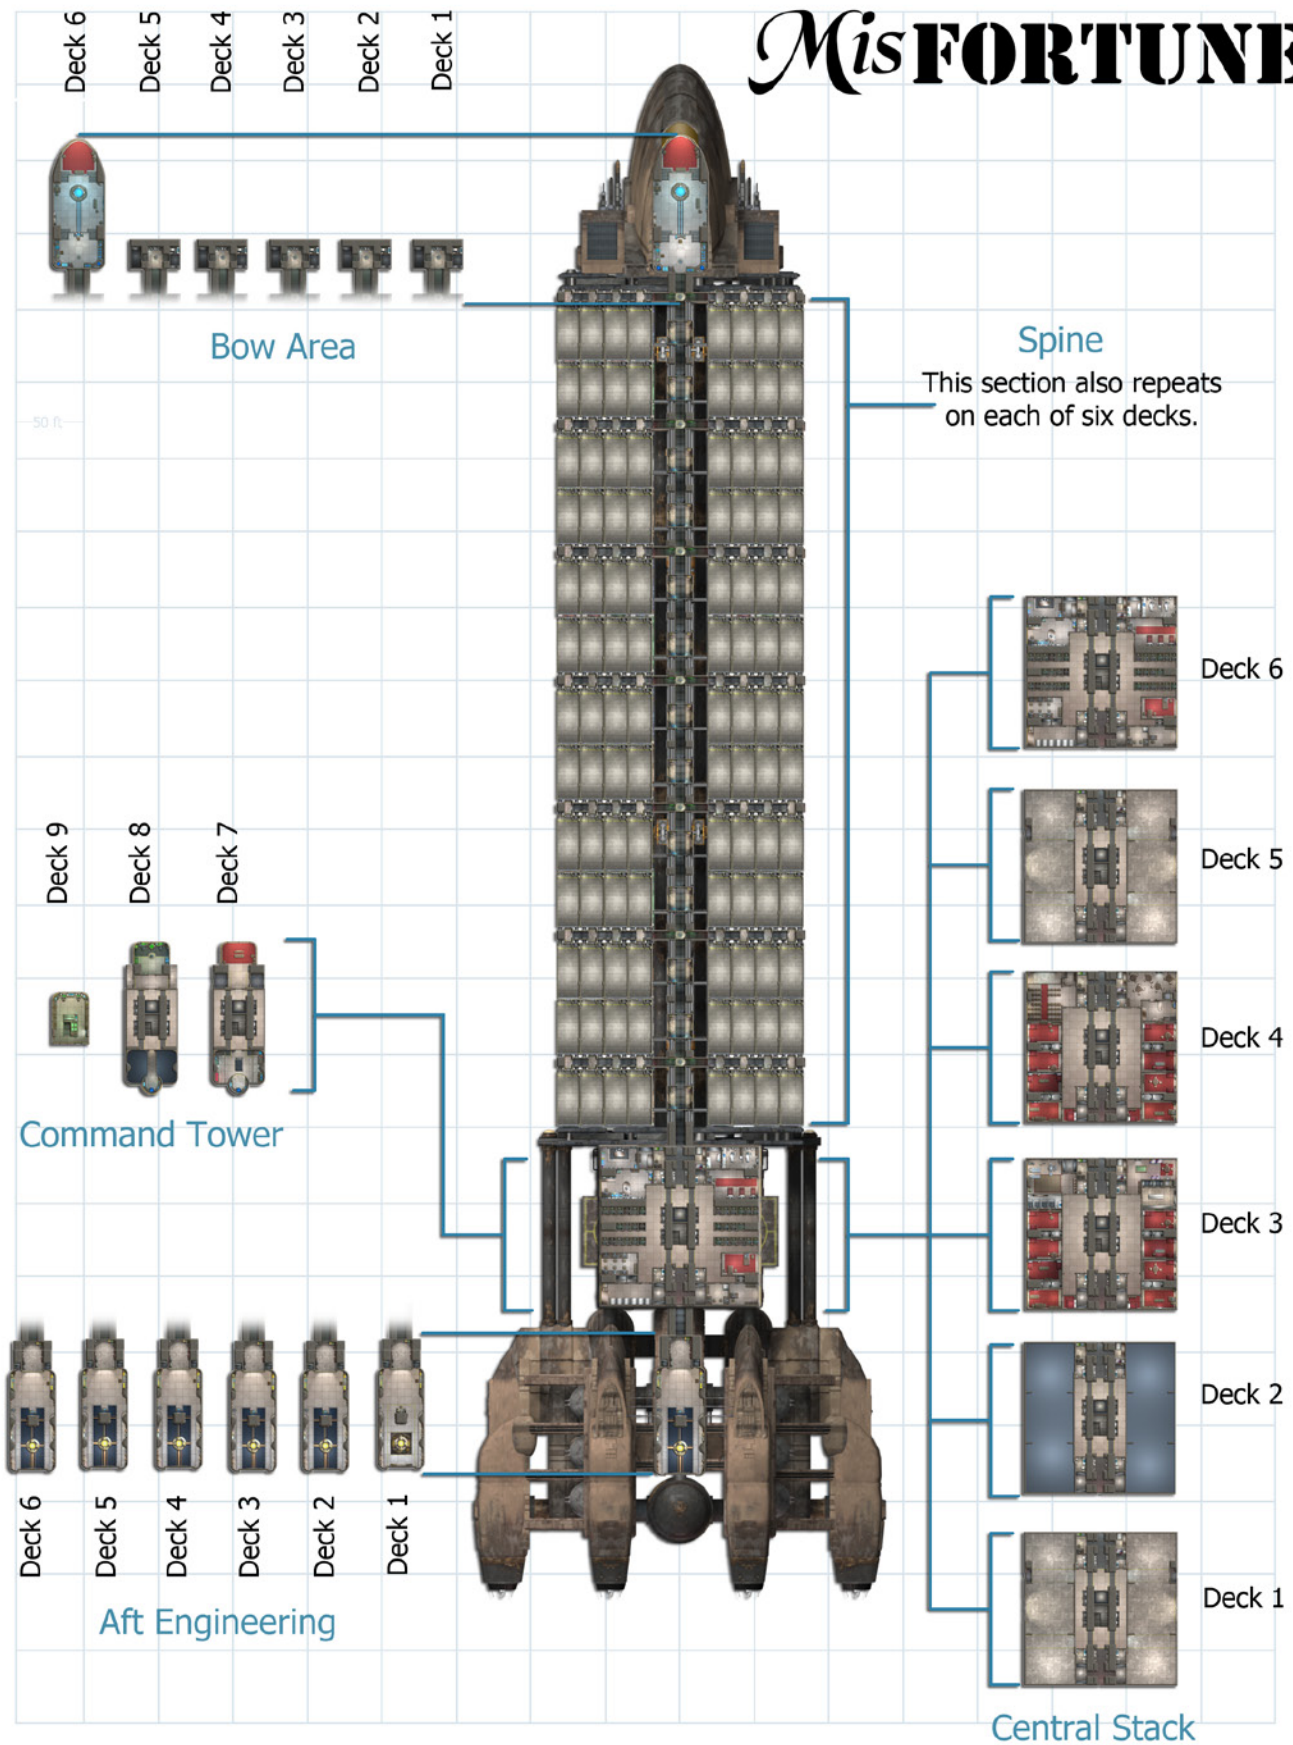 MisFORTUNE
Deck 6
Deck 5
Deck 4
Deck 3
Deck 2
Deck 1
Bow Area
Spine
This section also repeats
on each of six decks.
50 ft
Deck 6
Deck 5
Deck 4
Deck 3
Deck 2
Deck 1
Central Stack
Deck 9
Deck 8
Deck 7
Command Tower
Deck 6
Deck 5
Deck 4
Deck 3
Deck 2
Deck 1
Aft Engineering